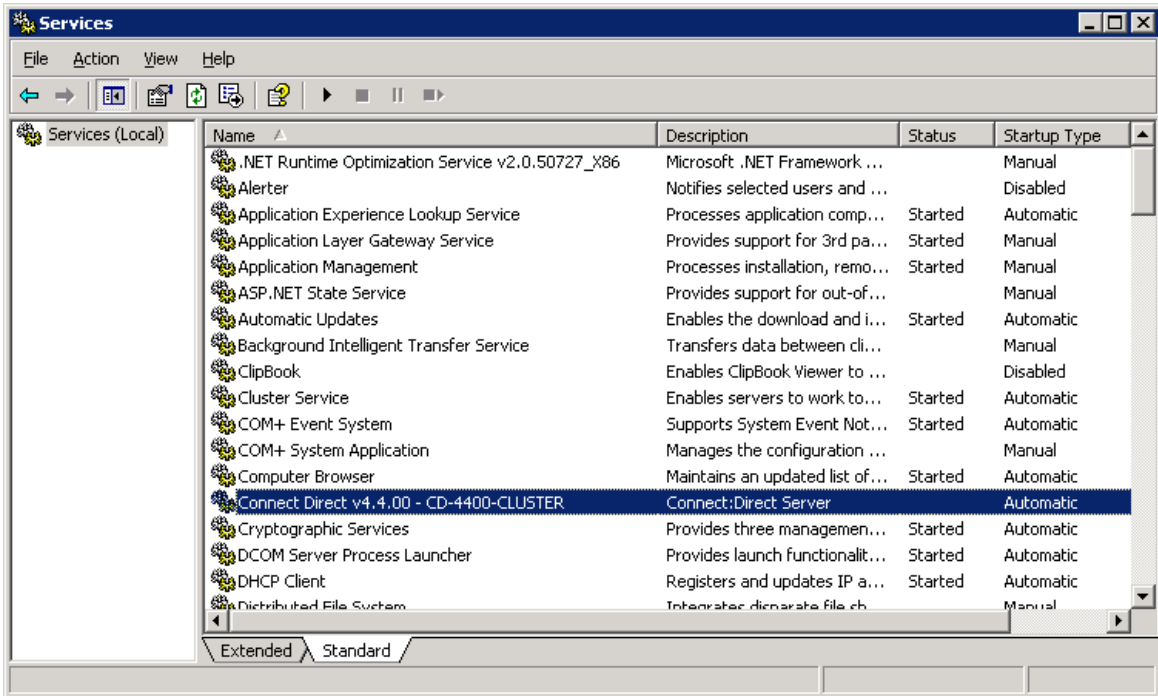 Services
File Action View Help
Services (Local)
Name Description Status Startup Type
.NET Runtime Optimization Service v2.0.50727_X86 Microsoft .NET Framework ... Manual
Alerter Notifies selected users and ... Disabled
Application Experience Lookup Service Processes application comp... Started Automatic
Application Layer Gateway Service Provides support for 3rd pa... Started Manual
Application Management Processes installation, remo... Started Manual
ASP.NET State Service Provides support for out-of... Manual
Automatic Updates Enables the download and i... Started Automatic
Background Intelligent Transfer Service Transfers data between cli... Manual
ClipBook Enables ClipBook Viewer to ... Disabled
Cluster Service Enables servers to work to... Started Automatic
COM+ Event System Supports System Event Not... Started Automatic
COM+ System Application Manages the configuration ... Manual
Computer Browser Maintains an updated list of... Started Automatic
Connect Direct v4.4.00 - CD-4400-CLUSTER Connect:Direct Server Automatic
Cryptographic Services Provides three managemen... Started Automatic
DCOM Server Process Launcher Provides launch functionalit... Started Automatic
DHCP Client Registers and updates IP a... Started Automatic
Distributed File System Integrates disparate file sh... Manual
Extended Standard